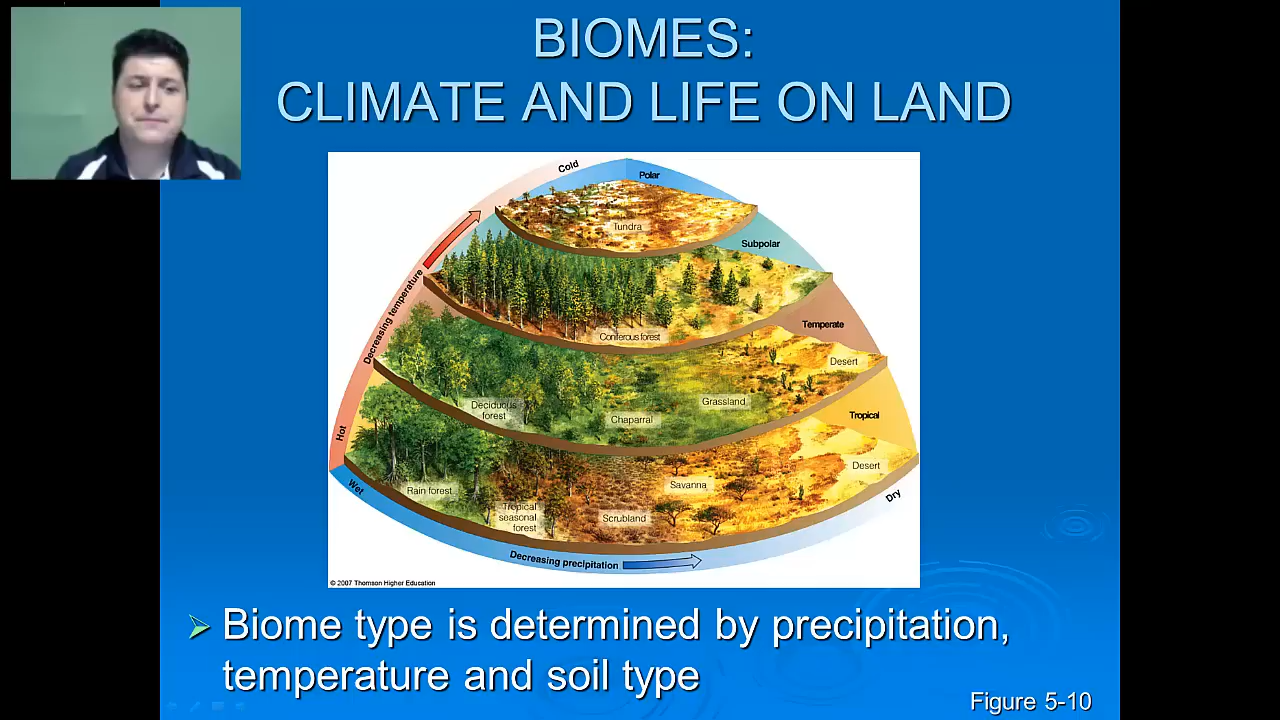 BIOMES:
CLIMATE AND LIFE ON LAND
Cold
Polar
Tundra
Subpolar
Decreasing temperature
Coniferous forest
Temperate
Desert
Deciduous
forest
Chaparral
Grassland
Tropical
Hot
Desert
Wet
Rain forest
Tropical
seasonal
forest
Scrubland
Savanna
Dry
Decreasing precipitation
© 2007 Thomson Higher Education
Biome type is determined by precipitation,
temperature and soil type
Figure 5-10